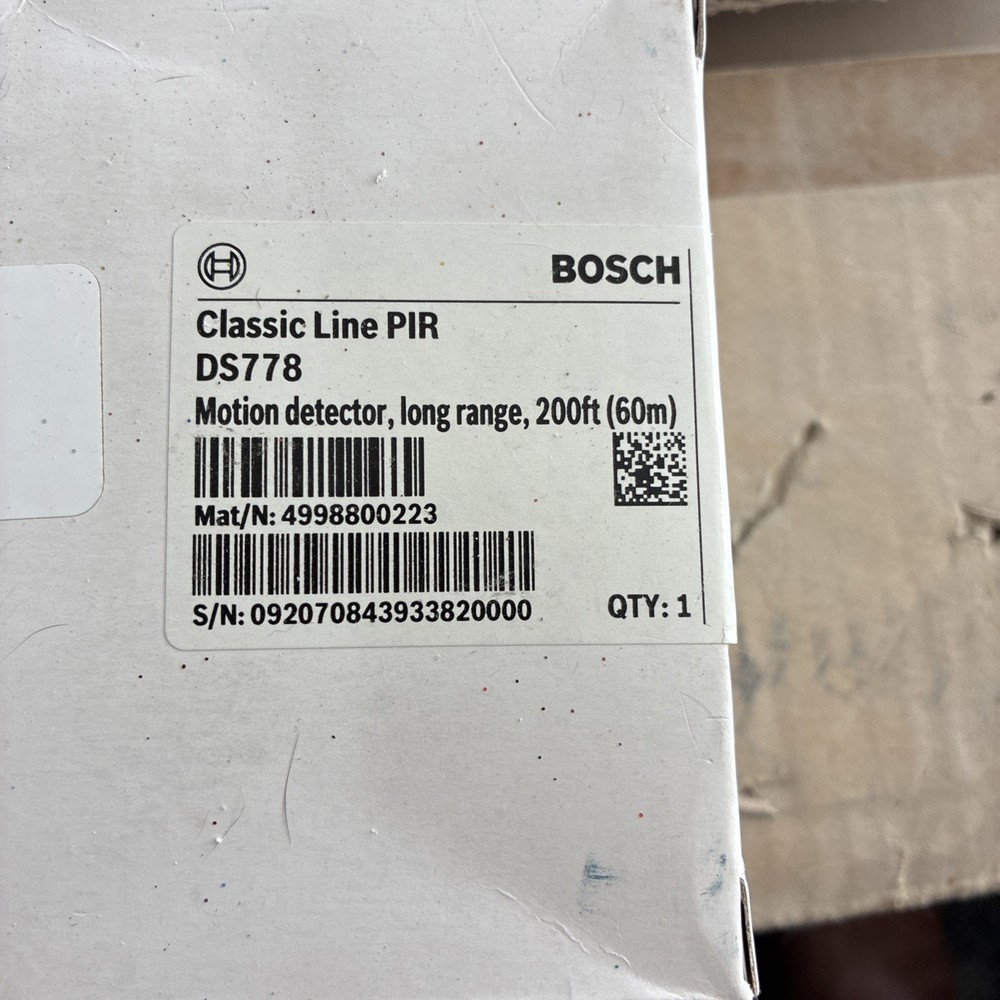 BOSCH
Classic Line PIR
DS778
Motion detector, long range, 200ft (60m)
Mat/N: 4998800223
S/N: 092070843933820000
QTY: 1